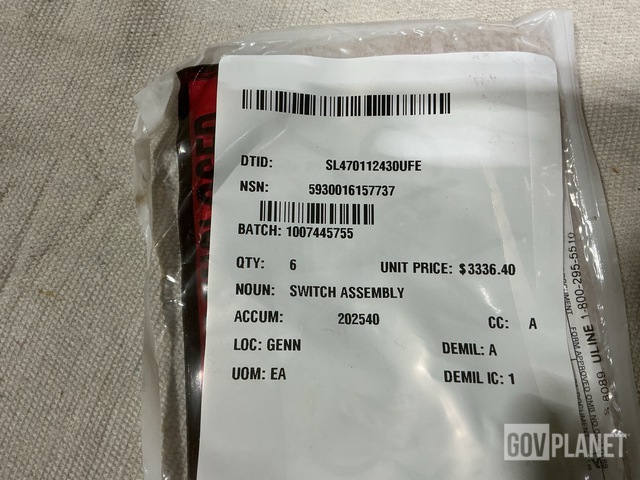 DTID: SL470112430UFE
NSN: 5930016157737
BATCH: 1007445755
QTY: 6 UNIT PRICE: $3336.40
NOUN: SWITCH ASSEMBLY
ACCUM: 202540 CC: A
LOC: GENN DEMIL: A
UOM: EA DEMIL IC: 1
ULINE 1-800-295-5510
GOVPLANET